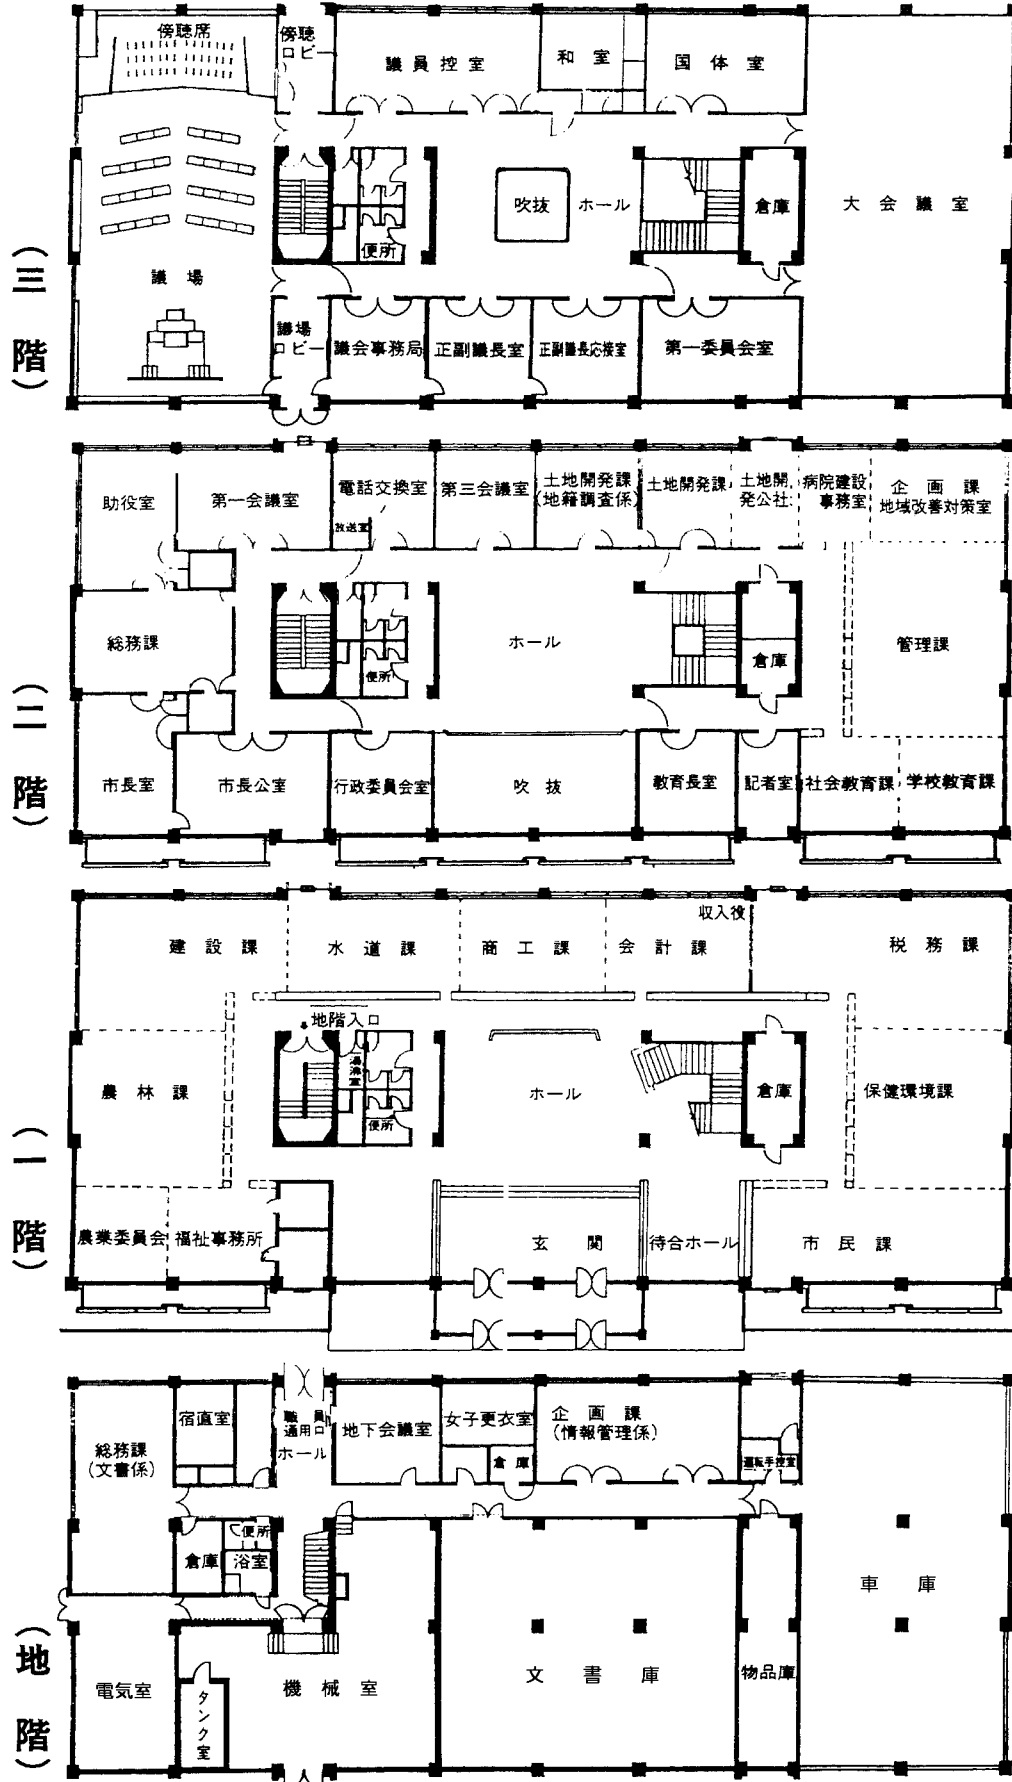 (三階)
傍聴席
傍聴
ロビー
議員控室
和室
国体室
吹抜
ホール
倉庫
大会議室
便所
議場
議場
ロビー
議会事務局
正副議長室
正副議長応接室
第一委員会室
(二階)
助役室
第一会議室
電話交換室
放送室
第三会議室
土地開発課
(地籍調査係)
土地開発課
土地開
発公社
病院建設
事務室
企画課
地域改善対策室
総務課
便所
ホール
倉庫
管理課
市長室
市長公室
行政委員会室
吹抜
教育長室
記者室
社会教育課
学校教育課
(一階)
建設課
水道課
商工課
会計課
収入役
税務課
地階入口
農林課
湯沸室
便所
ホール
倉庫
保健環境課
農業委員会
福祉事務所
玄関
待合ホール
市民課
(地階)
総務課
(文書係)
宿直室
職員
通用口
ホール
地下会議室
女子更衣室
倉庫
企画課
(情報管理係)
運転手控室
倉庫
便所
浴室
車庫
電気室
タンク室
機械室
文書庫
物品庫